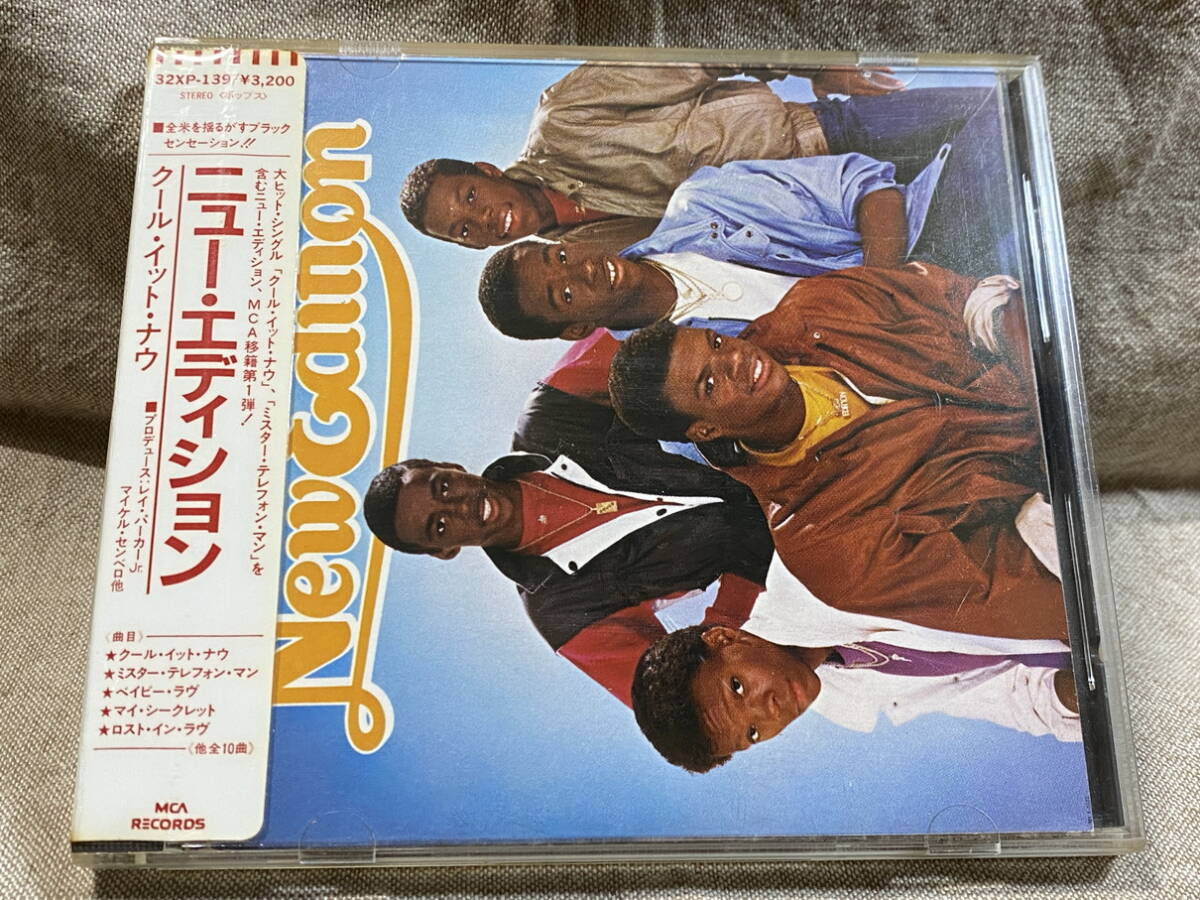 32XP-139/¥3,200
STEREO〈ポップス〉
■全米を揺るがすブラック
センセーション!!
大ヒット・シングル「クール・イット・ナウ」、「ミスター・テレフォン・マン」を
含むニュー・エディション、MCA移籍第1弾!
ニュー・エディション
クール・イット・ナウ
■プロデュース:レイ・パーカーJr.
マイケル・センベロ他
《曲目》
★クール・イット・ナウ
★ミスター・テレフォン・マン
★ベイビー・ラヴ
★マイ・シークレット
★ロスト・イン・ラヴ
《他全10曲》
MCA
RECORDS
New Edition